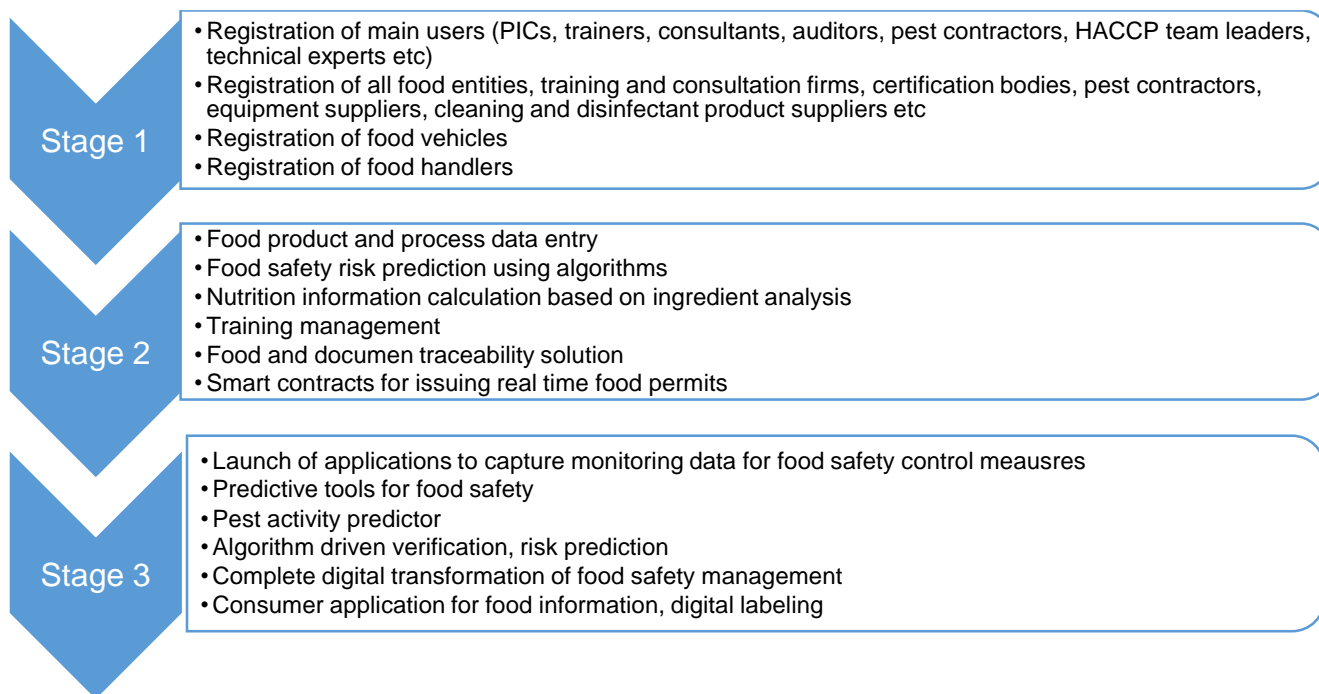 Stage 1
• Registration of main users (PICs, trainers, consultants, auditors, pest contractors, HACCP team leaders,
technical experts etc)
• Registration of all food entities, training and consultation firms, certification bodies, pest contractors,
equipment suppliers, cleaning and disinfectant product suppliers etc
• Registration of food vehicles
• Registration of food handlers
Stage 2
• Food product and process data entry
• Food safety risk prediction using algorithms
• Nutrition information calculation based on ingredient analysis
• Training management
• Food and documen traceability solution
• Smart contracts for issuing real time food permits
Stage 3
• Launch of applications to capture monitoring data for food safety control meausres
• Predictive tools for food safety
• Pest activity predictor
• Algorithm driven verification, risk prediction
• Complete digital transformation of food safety management
• Consumer application for food information, digital labeling